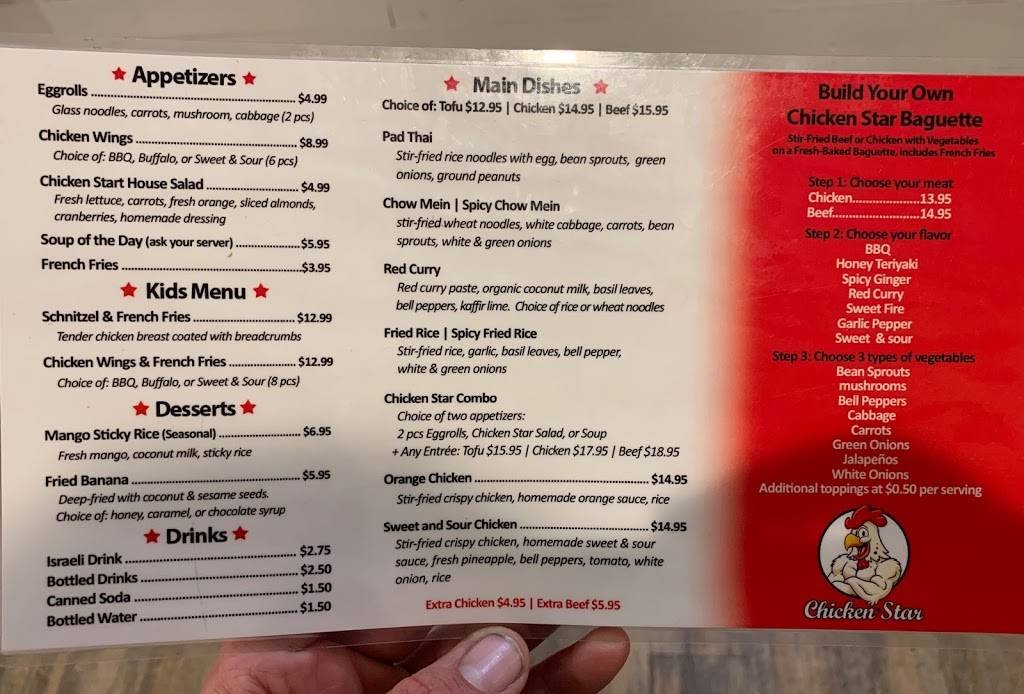 ★ Appetizers ★
Eggrolls ........................................................ $4.99
Glass noodles, carrots, mushroom, cabbage (2 pcs)
Chicken Wings ............................................. $8.99
Choice of: BBQ, Buffalo, or Sweet & Sour (6 pcs)
Chicken Start House Salad ......................... $4.99
Fresh lettuce, carrots, fresh orange, sliced almonds,
cranberries, homemade dressing
Soup of the Day (ask your server) ..................$5.95
French Fries .................................................$3.95
★ Kids Menu ★
Schnitzel & French Fries ............................ $12.99
Tender chicken breast coated with breadcrumbs
Chicken Wings & French Fries .................. $12.99
Choice of: BBQ, Buffalo, or Sweet & Sour (8 pcs)
★ Desserts ★
Mango Sticky Rice (Seasonal) ...................... $6.95
Fresh mango, coconut milk, sticky rice
Fried Banana ................................................ $5.95
Deep-fried with coconut & sesame seeds.
Choice of: honey, caramel, or chocolate syrup
★ Drinks ★
Israeli Drink ................................................ $2.75
Bottled Drinks ............................................. $2.50
Canned Soda ............................................... $1.50
Bottled Water .............................................. $1.50
★ Main Dishes ★
Choice of: Tofu $12.95 | Chicken $14.95 | Beef $15.95
Pad Thai
Stir-fried rice noodles with egg, bean sprouts, green
onions, ground peanuts
Chow Mein | Spicy Chow Mein
stir-fried wheat noodles, white cabbage, carrots, bean
sprouts, white & green onions
Red Curry
Red curry paste, organic coconut milk, basil leaves,
bell peppers, kaffir lime. Choice of rice or wheat noodles
Fried Rice | Spicy Fried Rice
Stir-fried rice, garlic, basil leaves, bell pepper,
white & green onions
Chicken Star Combo
Choice of two appetizers:
2 pcs Eggrolls, Chicken Star Salad, or Soup
+ Any Entrée: Tofu $15.95 | Chicken $17.95 | Beef $18.95
Orange Chicken ............................................. $14.95
Stir-fried crispy chicken, homemade orange sauce, rice
Sweet and Sour Chicken ................................. $14.95
Stir-fried crispy chicken, homemade sweet & sour
sauce, fresh pineapple, bell peppers, tomato, white
onion, rice
Extra Chicken $4.95 | Extra Beef $5.95
Build Your Own
Chicken Star Baguette
Stir-Fried Beef or Chicken with Vegetables
on a Fresh-Baked Baguette, includes French Fries
Step 1: Choose your meat
Chicken.....................13.95
Beef..........................14.95
Step 2: Choose your flavor
BBQ
Honey Teriyaki
Spicy Ginger
Red Curry
Sweet Fire
Garlic Pepper
Sweet & sour
Step 3: Choose 3 types of vegetables
Bean Sprouts
mushrooms
Bell Peppers
Cabbage
Carrots
Green Onions
Jalapeños
White Onions
Additional toppings at $0.50 per serving
Chicken Star